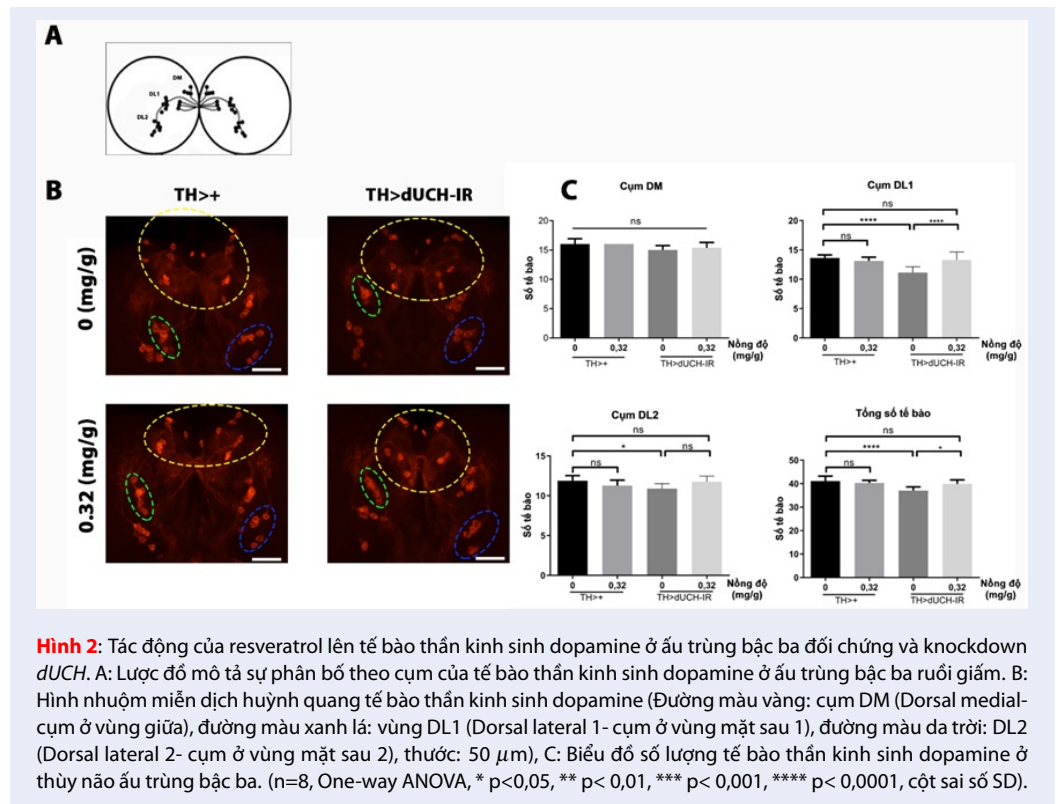 A
DM
DL1
DL2
B
TH>+
TH>dUCH-IR
0 (mg/g)
0.32 (mg/g)
C
Cụm DM
ns
Số tế bào
20
15
10
5
0
0 0,32 0 0,32
Nồng độ (mg/g)
TH>+ TH>dUCH-IR
Cụm DL1
ns
****
ns ****
Số tế bào
20
15
10
5
0
0 0,32 0 0,32
Nồng độ (mg/g)
TH>+ TH>dUCH-IR
Cụm DL2
ns
*
ns ns
Số tế bào
15
10
5
0
0 0,32 0 0,32
Nồng độ (mg/g)
TH>+ TH>dUCH-IR
Tổng số tế bào
ns
****
ns *
Số tế bào
50
40
30
20
10
0
0 0,32 0 0,32
Nồng độ (mg/g)
TH>+ TH>dUCH-IR
Hình 2: Tác động của resveratrol lên tế bào thần kinh sinh dopamine ở ấu trùng bậc ba đối chứng và knockdown
dUCH. A: Lược đồ mô tả sự phân bố theo cụm của tế bào thần kinh sinh dopamine ở ấu trùng bậc ba ruồi giấm. B:
Hình nhuộm miễn dịch huỳnh quang tế bào thần kinh sinh dopamine (Đường màu vàng: cụm DM (Dorsal medial-
cụm ở vùng giữa), đường màu xanh lá: vùng DL1 (Dorsal lateral 1- cụm ở vùng mặt sau 1), đường màu da trời: DL2
(Dorsal lateral 2- cụm ở vùng mặt sau 2), thước: 50 μm), C: Biểu đồ số lượng tế bào thần kinh sinh dopamine ở
thùy não ấu trùng bậc ba. (n=8, One-way ANOVA, * p<0,05, ** p< 0,01, *** p< 0,001, **** p< 0,0001, cột sai số SD).